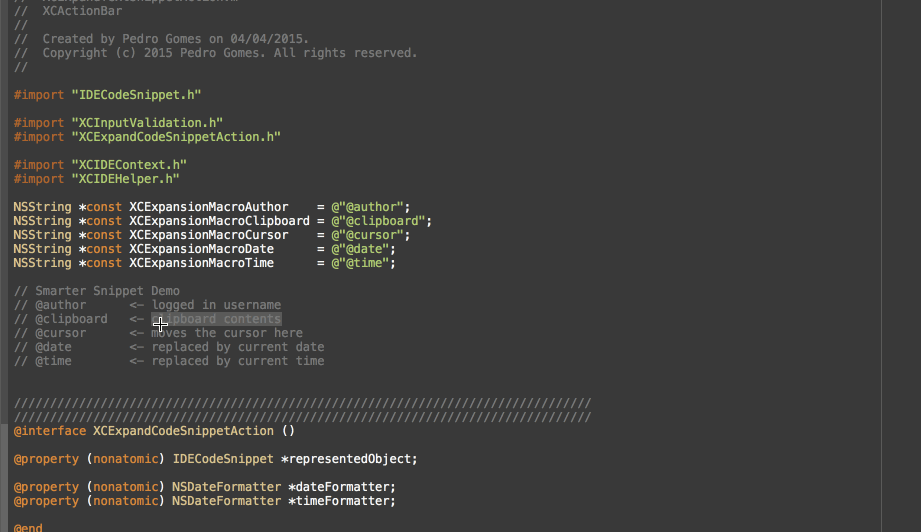 //  XCActionBar
//
//  Created by Pedro Gomes on 04/04/2015.
//  Copyright (c) 2015 Pedro Gomes. All rights reserved.
//
#import "IDECodeSnippet.h"
#import "XCInputValidation.h"
#import "XCExpandCodeSnippetAction.h"
#import "XCIDEContext.h"
#import "XCIDEHelper.h"
NSString *const XCExpansionMacroAuthor    = @"@author";
NSString *const XCExpansionMacroClipboard = @"@clipboard";
NSString *const XCExpansionMacroCursor    = @"@cursor";
NSString *const XCExpansionMacroDate      = @"@date";
NSString *const XCExpansionMacroTime      = @"@time";
// Smarter Snippet Demo
// @author      <- logged in username
// @clipboard   <- clipboard contents
// @cursor      <- moves the cursor here
// @date        <- replaced by current date
// @time        <- replaced by current time
////////////////////////////////////////////////////////////////////////////////
////////////////////////////////////////////////////////////////////////////////
@interface XCExpandCodeSnippetAction ()
@property (nonatomic) IDECodeSnippet *representedObject;
@property (nonatomic) NSDateFormatter *dateFormatter;
@property (nonatomic) NSDateFormatter *timeFormatter;
@end